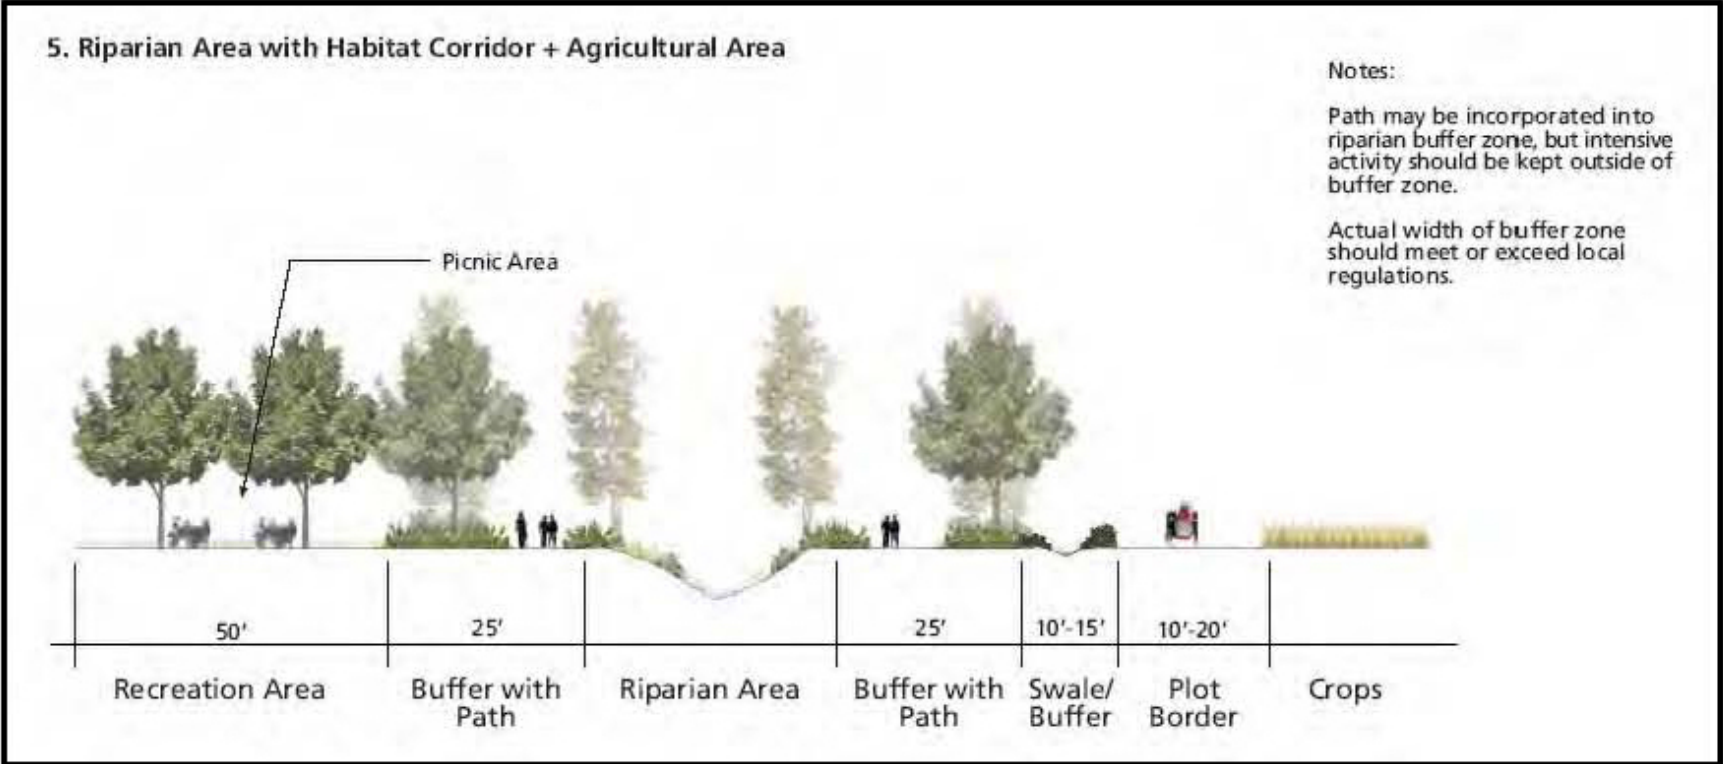 5. Riparian Area with Habitat Corridor + Agricultural Area
Notes:
Path may be incorporated into
riparian buffer zone, but intensive
activity should be kept outside of
buffer zone.
Actual width of buffer zone
should meet or exceed local
regulations.
Picnic Area
50' 25' 25' 10'-15' 10'-20'
Recreation Area Buffer with Riparian Area Buffer with Swale/ Plot Crops
Path Path Buffer Border